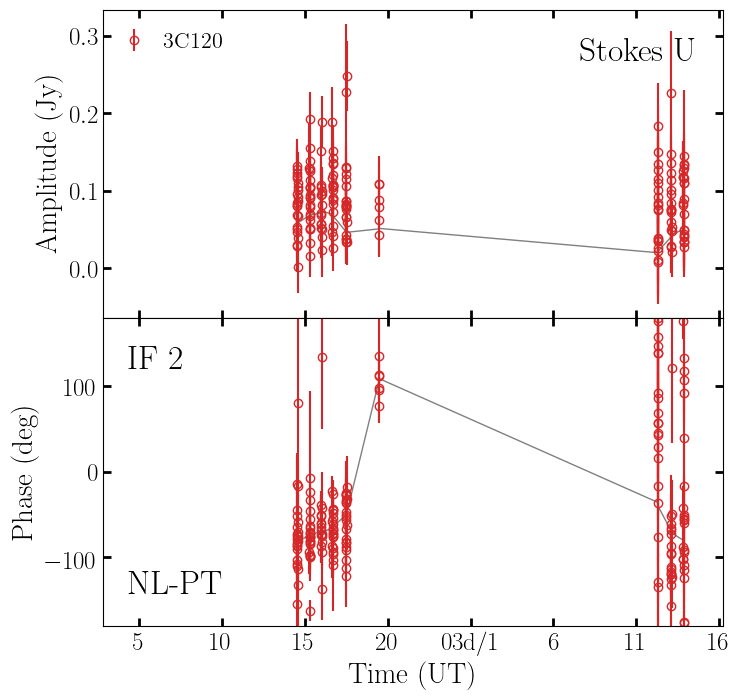 3C120
Stokes U
0.3
0.2
0.1
0.0
Amplitude (Jy)
IF 2
NL-PT
100
0
−100
Phase (deg)
5 10 15 20 03d/1 6 11 16
Time (UT)